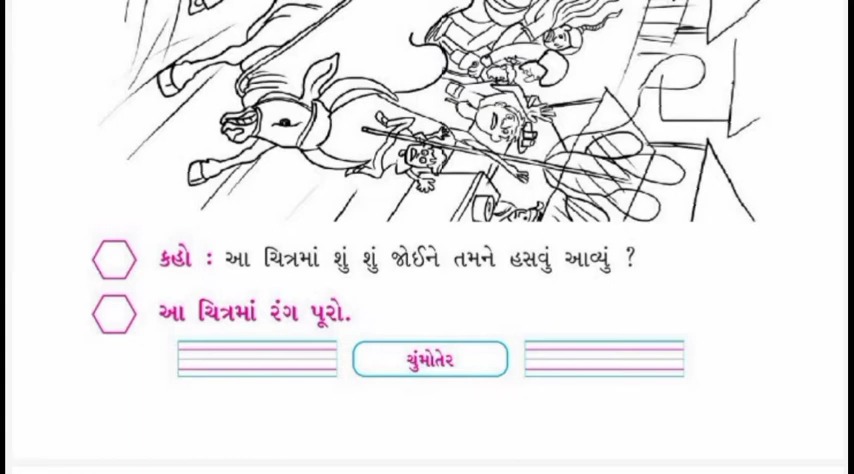 કહો : આ ચિત્રમાં શું શું જોઈને તમને હસવું આવ્યું ?
આ ચિત્રમાં રંગ પૂરો.
ચુંમોતેર